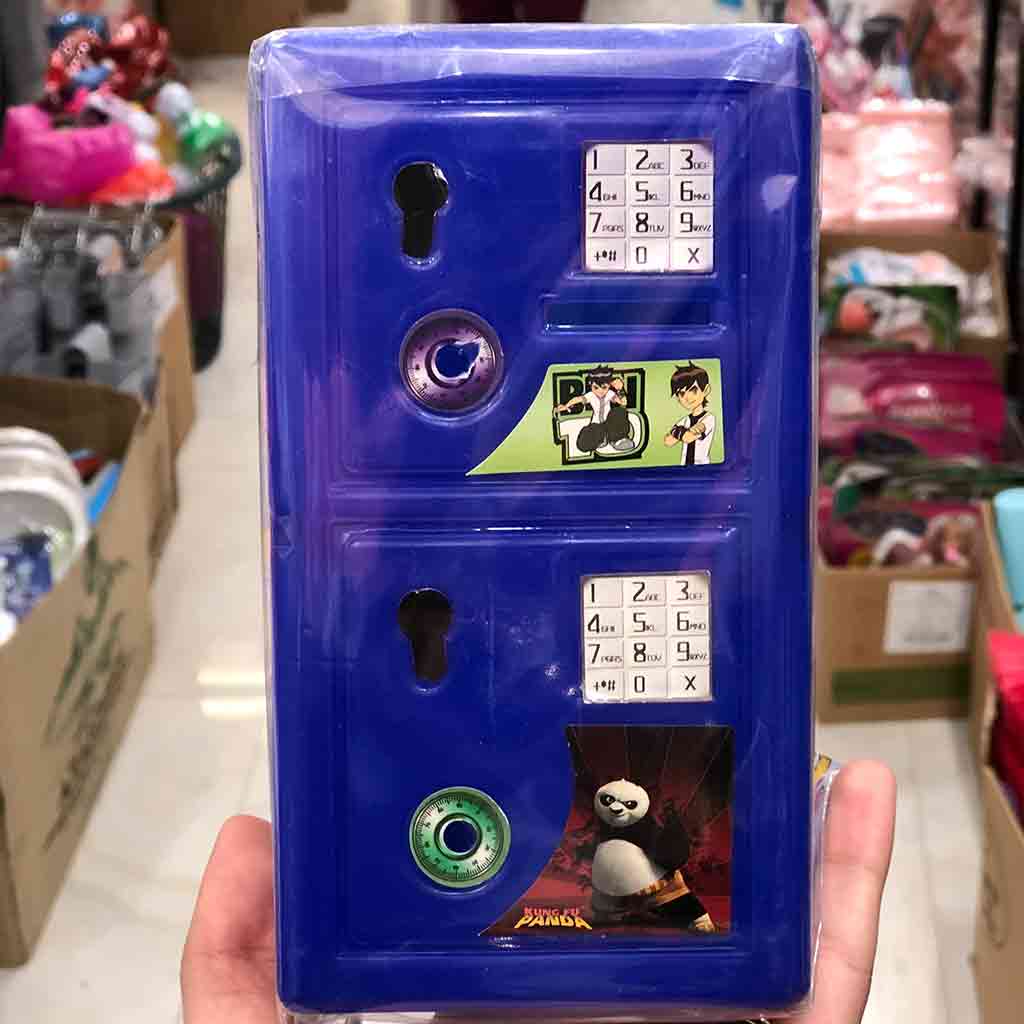 1 2ABC 3DEF
4GHI 5JKL 6MNO
7PQRS 8TUV 9WXYZ
+*# 0 X
BEN
10
1 2ABC 3DEF
4GHI 5JKL 6MNO
7PQRS 8TUV 9WXYZ
+*# 0 X
KUNG FU
PANDA